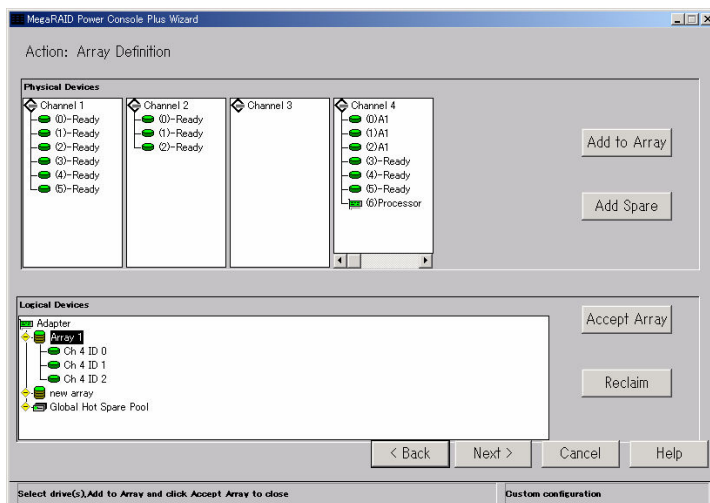 MegaRAID Power Console Plus Wizard
Action: Array Definition
Physical Devices
Channel 1
(0)-Ready
(1)-Ready
(2)-Ready
(3)-Ready
(4)-Ready
(5)-Ready
Channel 2
(0)-Ready
(1)-Ready
(2)-Ready
Channel 3
Channel 4
(0)A1
(1)A1
(2)A1
(3)-Ready
(4)-Ready
(5)-Ready
(6)Processor
Add to Array
Add Spare
Logical Devices
Adapter
Array 1
Ch 4 ID 0
Ch 4 ID 1
Ch 4 ID 2
new array
Global Hot Spare Pool
Accept Array
Reclaim
< Back
Next >
Cancel
Help
Select drive(s),Add to Array and click Accept Array to close
Custom configuration